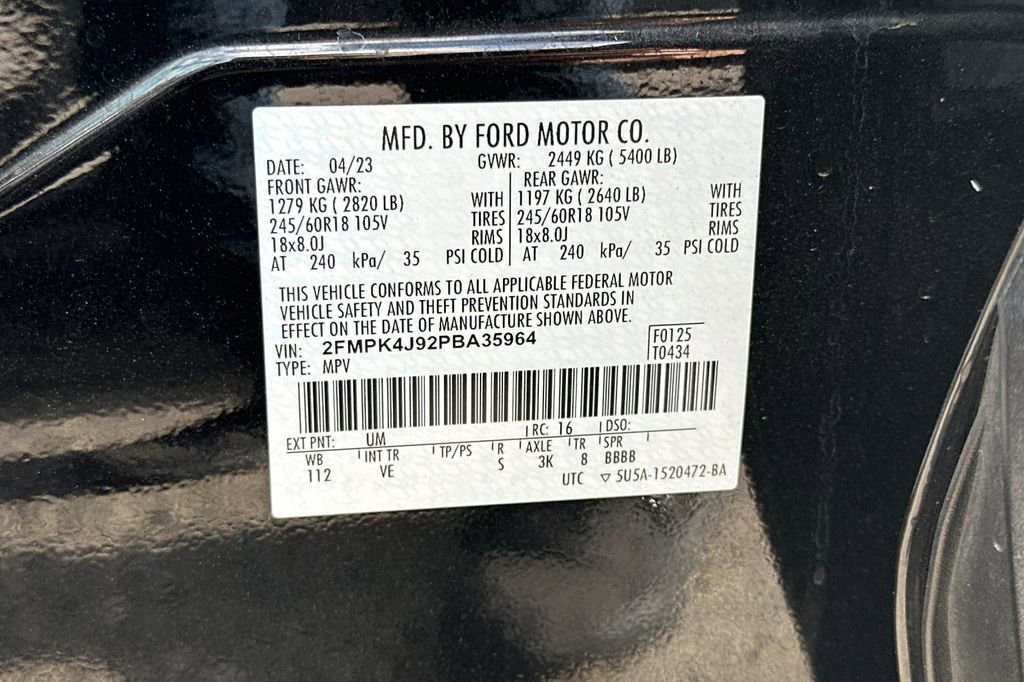 MFD. BY FORD MOTOR CO.
DATE: 04/23 GVWR: 2449 KG ( 5400 LB)
FRONT GAWR: REAR GAWR:
1279 KG ( 2820 LB) WITH 1197 KG ( 2640 LB) WITH
245/60R18 105V TIRES 245/60R18 105V TIRES
18x8.0J RIMS 18x8.0J RIMS
AT 240 kPa/ 35 PSI COLD AT 240 kPa/ 35 PSI COLD
THIS VEHICLE CONFORMS TO ALL APPLICABLE FEDERAL MOTOR
VEHICLE SAFETY AND THEFT PREVENTION STANDARDS IN
EFFECT ON THE DATE OF MANUFACTURE SHOWN ABOVE.
VIN: 2FMPK4J92PBA35964 F0125
TYPE: MPV T0434
EXT PNT: UM RC: 16 DSO:
WB INT TR TP/PS R AXLE TR SPR
112 VE S 3K 8 BBBB
UTC ▽ 5U5A-1520472-BA